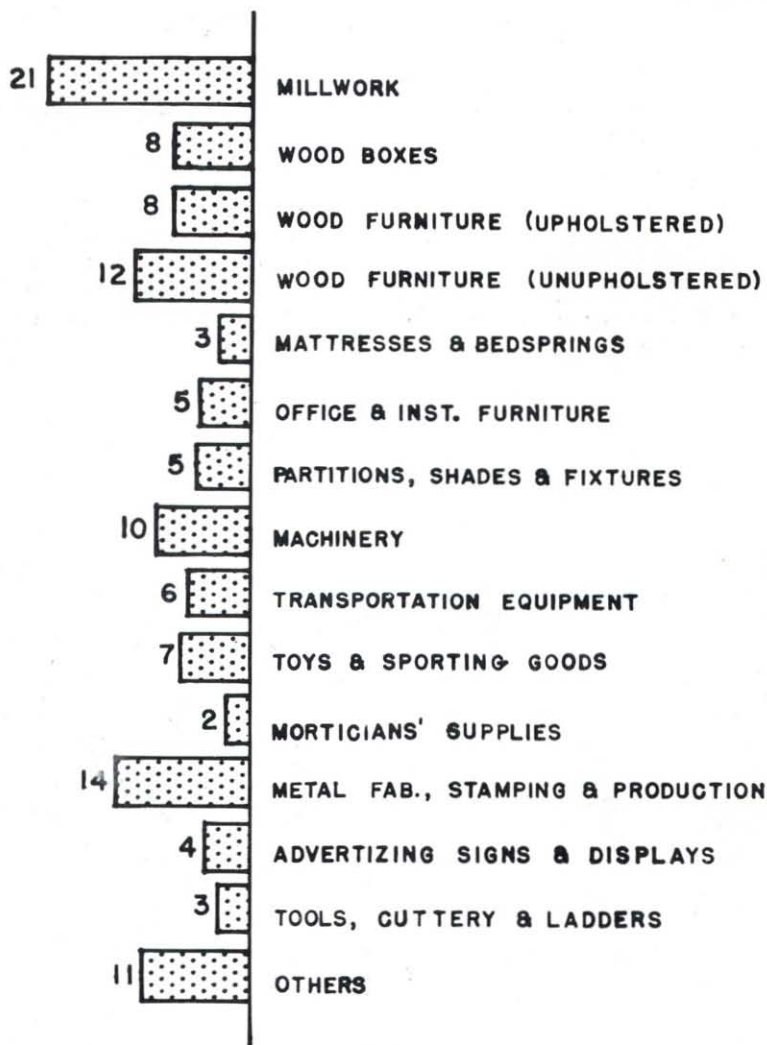 21 MILLWORK
8 WOOD BOXES
8 WOOD FURNITURE (UPHOLSTERED)
12 WOOD FURNITURE (UNUPHOLSTERED)
3 MATTRESSES & BEDSPRINGS
5 OFFICE & INST. FURNITURE
5 PARTITIONS, SHADES & FIXTURES
10 MACHINERY
6 TRANSPORTATION EQUIPMENT
7 TOYS & SPORTING GOODS
2 MORTICIANS' SUPPLIES
14 METAL FAB., STAMPING & PRODUCTION
4 ADVERTIZING SIGNS & DISPLAYS
3 TOOLS, CUTTERY & LADDERS
11 OTHERS